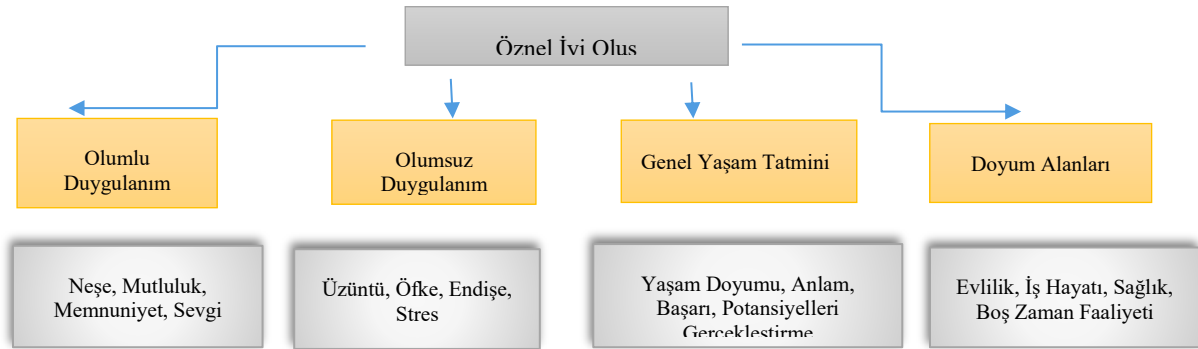 Öznel İyi Oluş
Olumlu
Duygulanım
Olumsuz
Duygulanım
Genel Yaşam Tatmini
Doyum Alanları
Neşe, Mutluluk,
Memnuniyet, Sevgi
Üzüntü, Öfke, Endişe,
Stres
Yaşam Doyumu, Anlam,
Başarı, Potansiyelleri
Gerçekleştirme
Evlilik, İş Hayatı, Sağlık,
Boş Zaman Faaliyeti